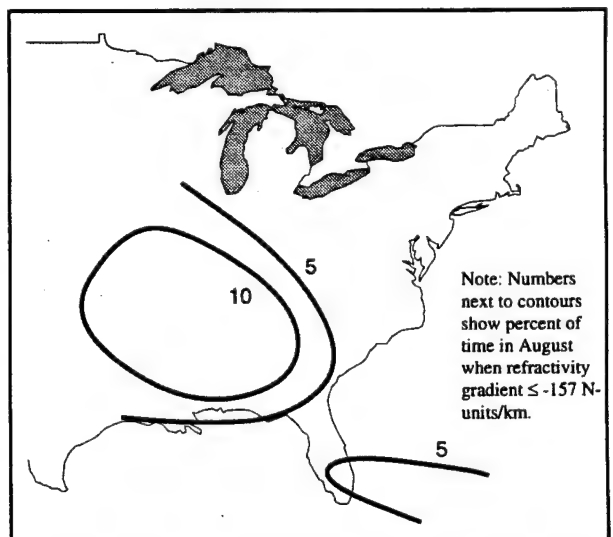 5
10
Note: Numbers
next to contours
show percent of
time in August
when refractivity
gradient ≤ -157 N-
units/km.
5